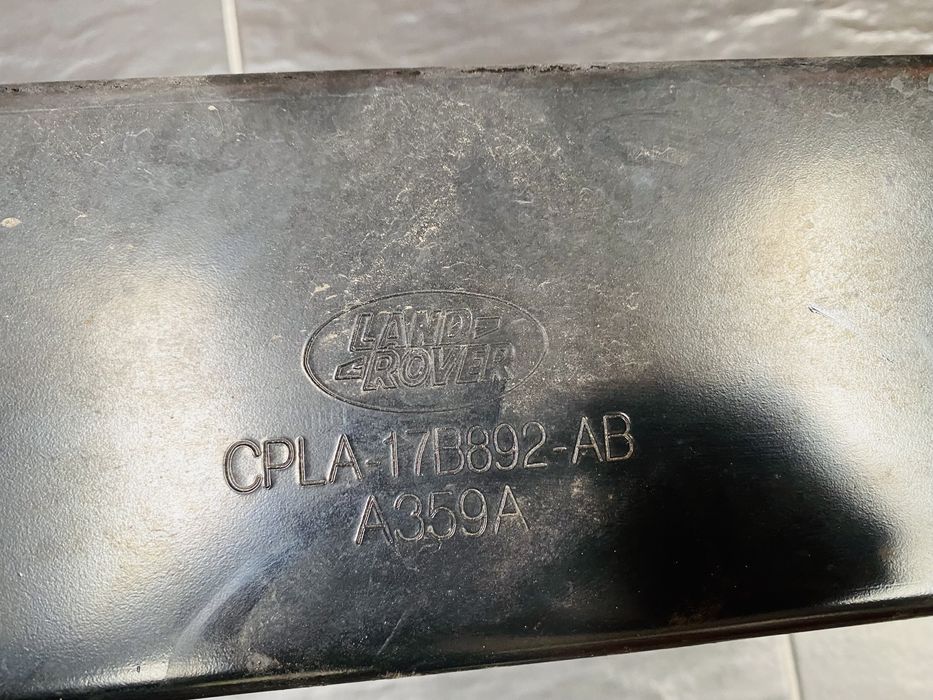 LAND
ROVER
CPLA-17B892-AB
A359A